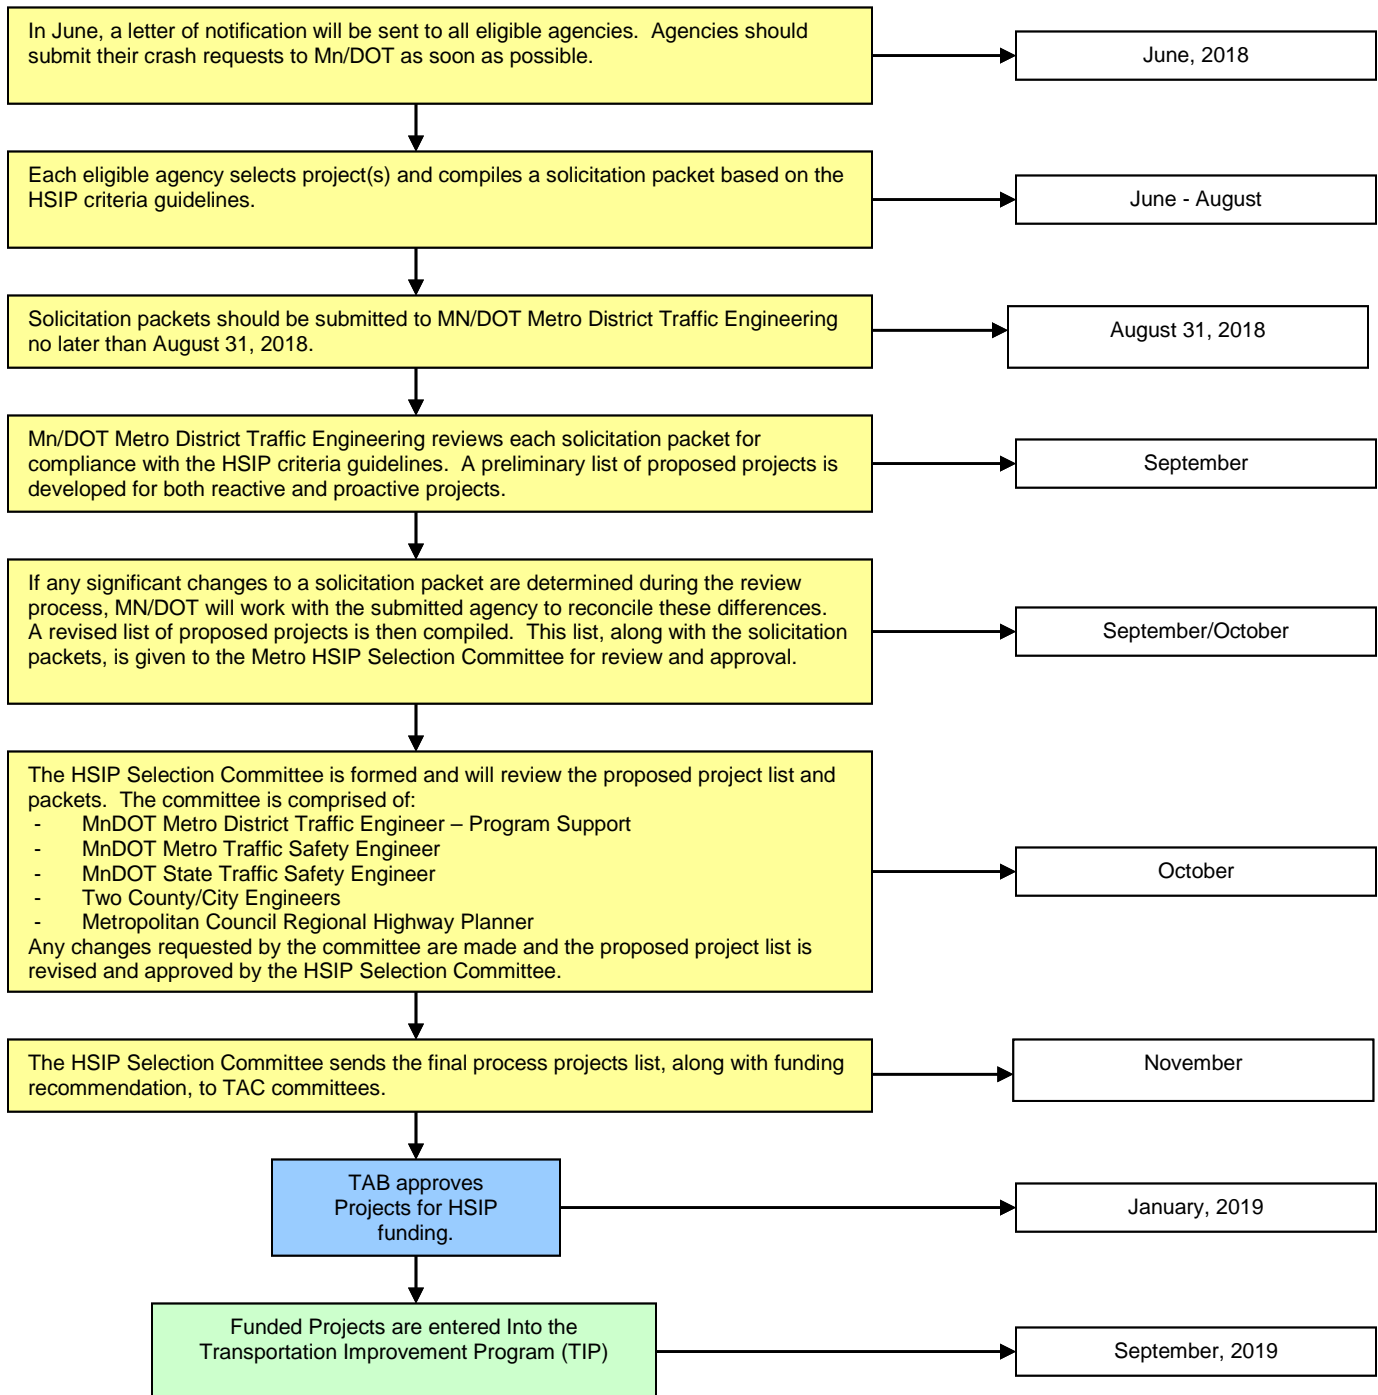 In June, a letter of notification will be sent to all eligible agencies.  Agencies should
submit their crash requests to Mn/DOT as soon as possible.
June, 2018
Each eligible agency selects project(s) and compiles a solicitation packet based on the
HSIP criteria guidelines.
June - August
Solicitation packets should be submitted to MN/DOT Metro District Traffic Engineering
no later than August 31, 2018.
August 31, 2018
Mn/DOT Metro District Traffic Engineering reviews each solicitation packet for
compliance with the HSIP criteria guidelines.  A preliminary list of proposed projects is
developed for both reactive and proactive projects.
September
If any significant changes to a solicitation packet are determined during the review
process, MN/DOT will work with the submitted agency to reconcile these differences.
A revised list of proposed projects is then compiled.  This list, along with the solicitation
packets, is given to the Metro HSIP Selection Committee for review and approval.
September/October
The HSIP Selection Committee is formed and will review the proposed project list and
packets.  The committee is comprised of:
- MnDOT Metro District Traffic Engineer – Program Support
- MnDOT Metro Traffic Safety Engineer
- MnDOT State Traffic Safety Engineer
- Two County/City Engineers
- Metropolitan Council Regional Highway Planner
Any changes requested by the committee are made and the proposed project list is
revised and approved by the HSIP Selection Committee.
October
The HSIP Selection Committee sends the final process projects list, along with funding
recommendation, to TAC committees.
November
TAB approves
Projects for HSIP
funding.
January, 2019
Funded Projects are entered Into the
Transportation Improvement Program (TIP)
September, 2019